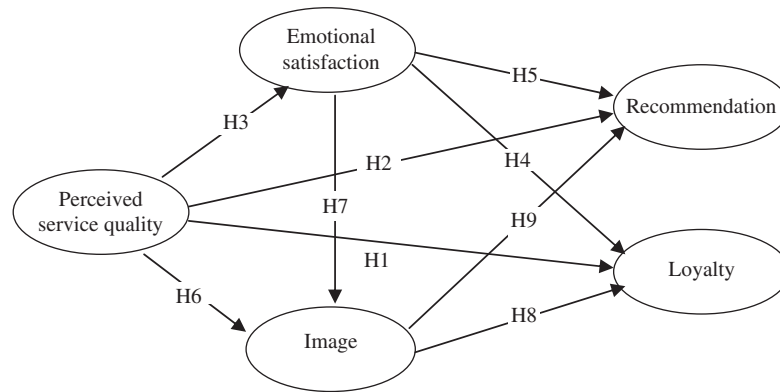 Emotional
satisfaction
H5
Recommendation
H3
H2
H4
Perceived
service quality
H7
H9
H1
Loyalty
H6
H8
Image